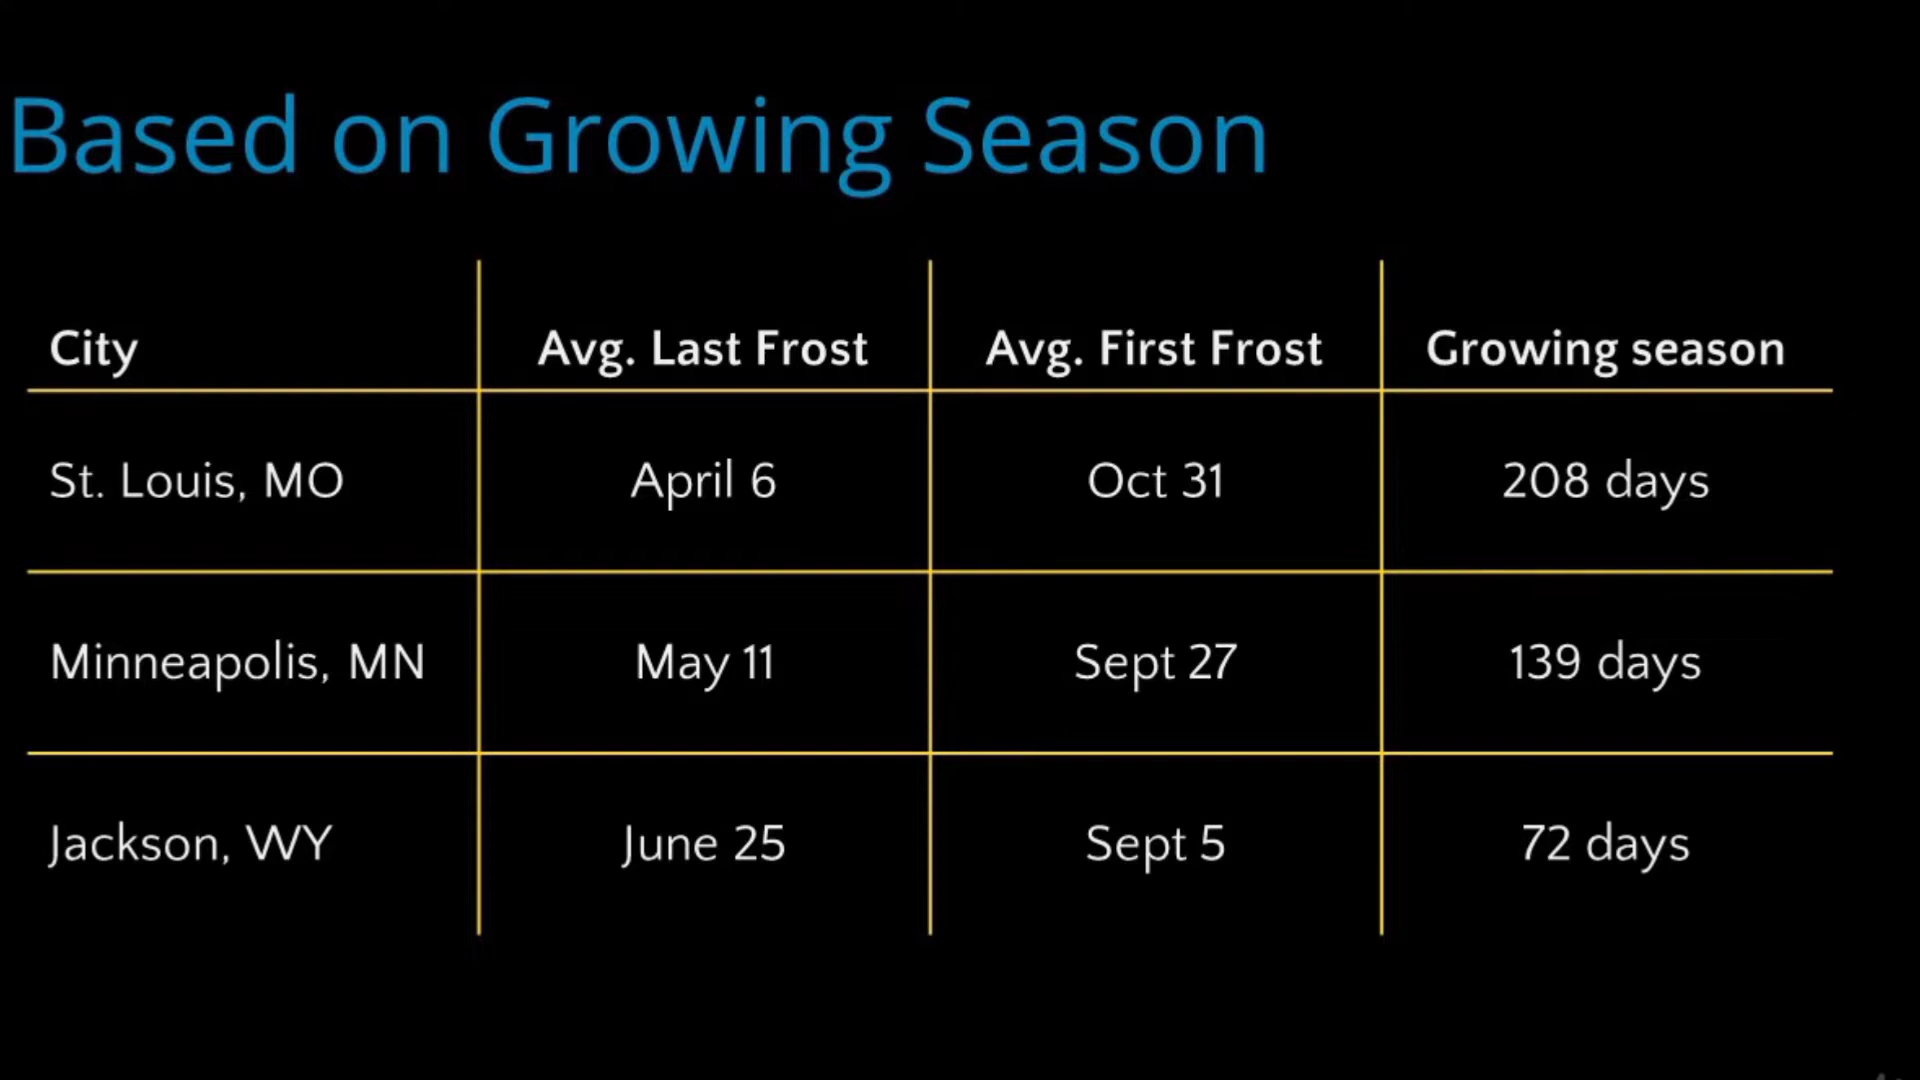 Based on Growing Season
City Avg. Last Frost Avg. First Frost Growing season
St. Louis, MO April 6 Oct 31 208 days
Minneapolis, MN May 11 Sept 27 139 days
Jackson, WY June 25 Sept 5 72 days